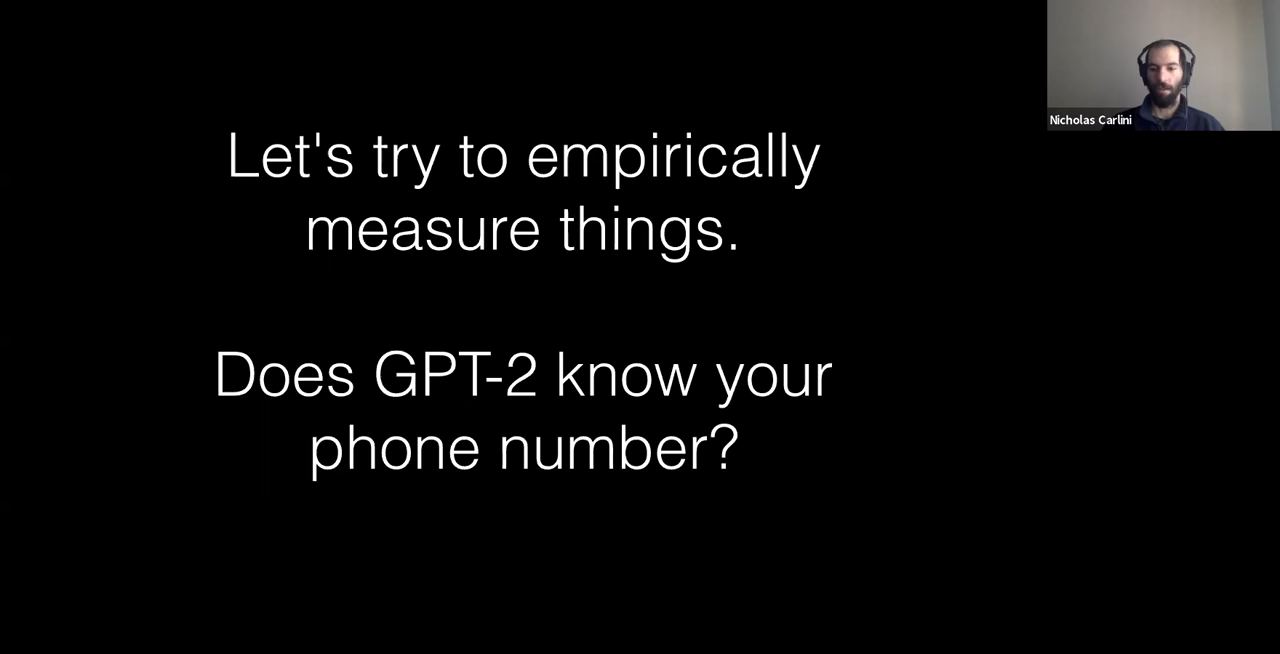 Let's try to empirically
measure things.
Does GPT-2 know your
phone number?
Nicholas Carlini